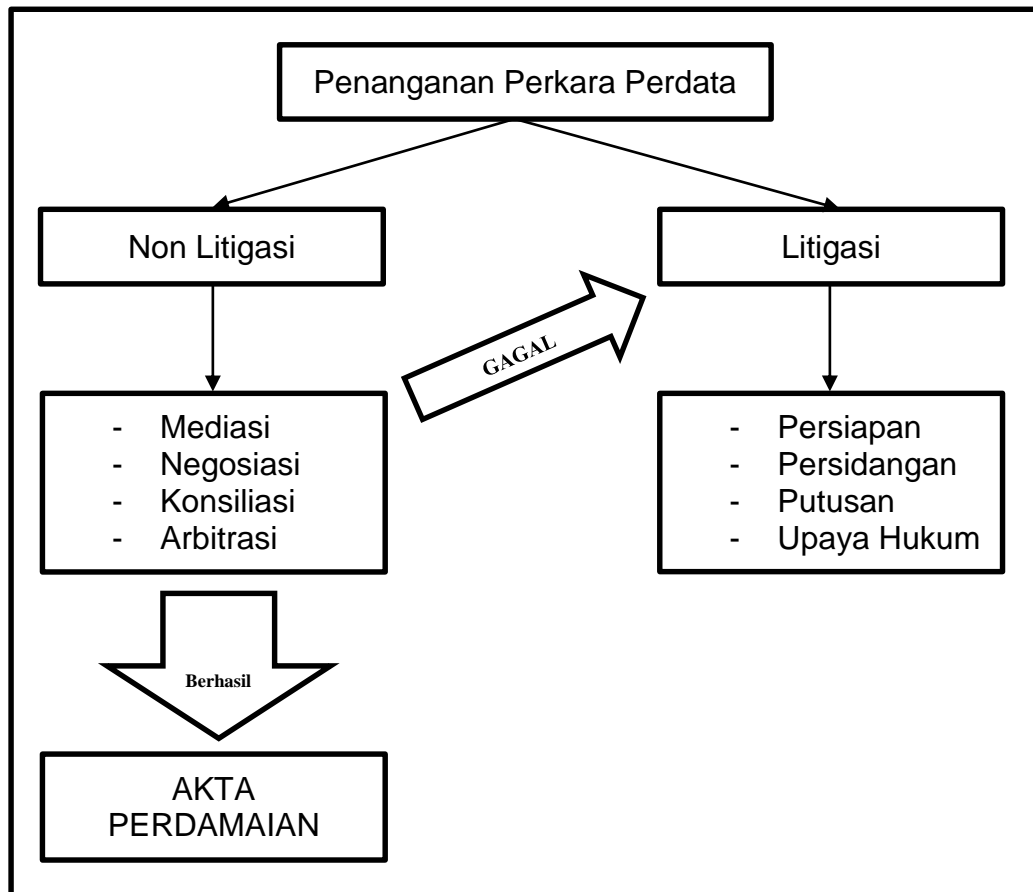 Penanganan Perkara Perdata
Non Litigasi
Litigasi
GAGAL
- Mediasi
- Negosiasi
- Konsiliasi
- Arbitrasi
- Persiapan
- Persidangan
- Putusan
- Upaya Hukum
Berhasil
AKTA
PERDAMAIAN